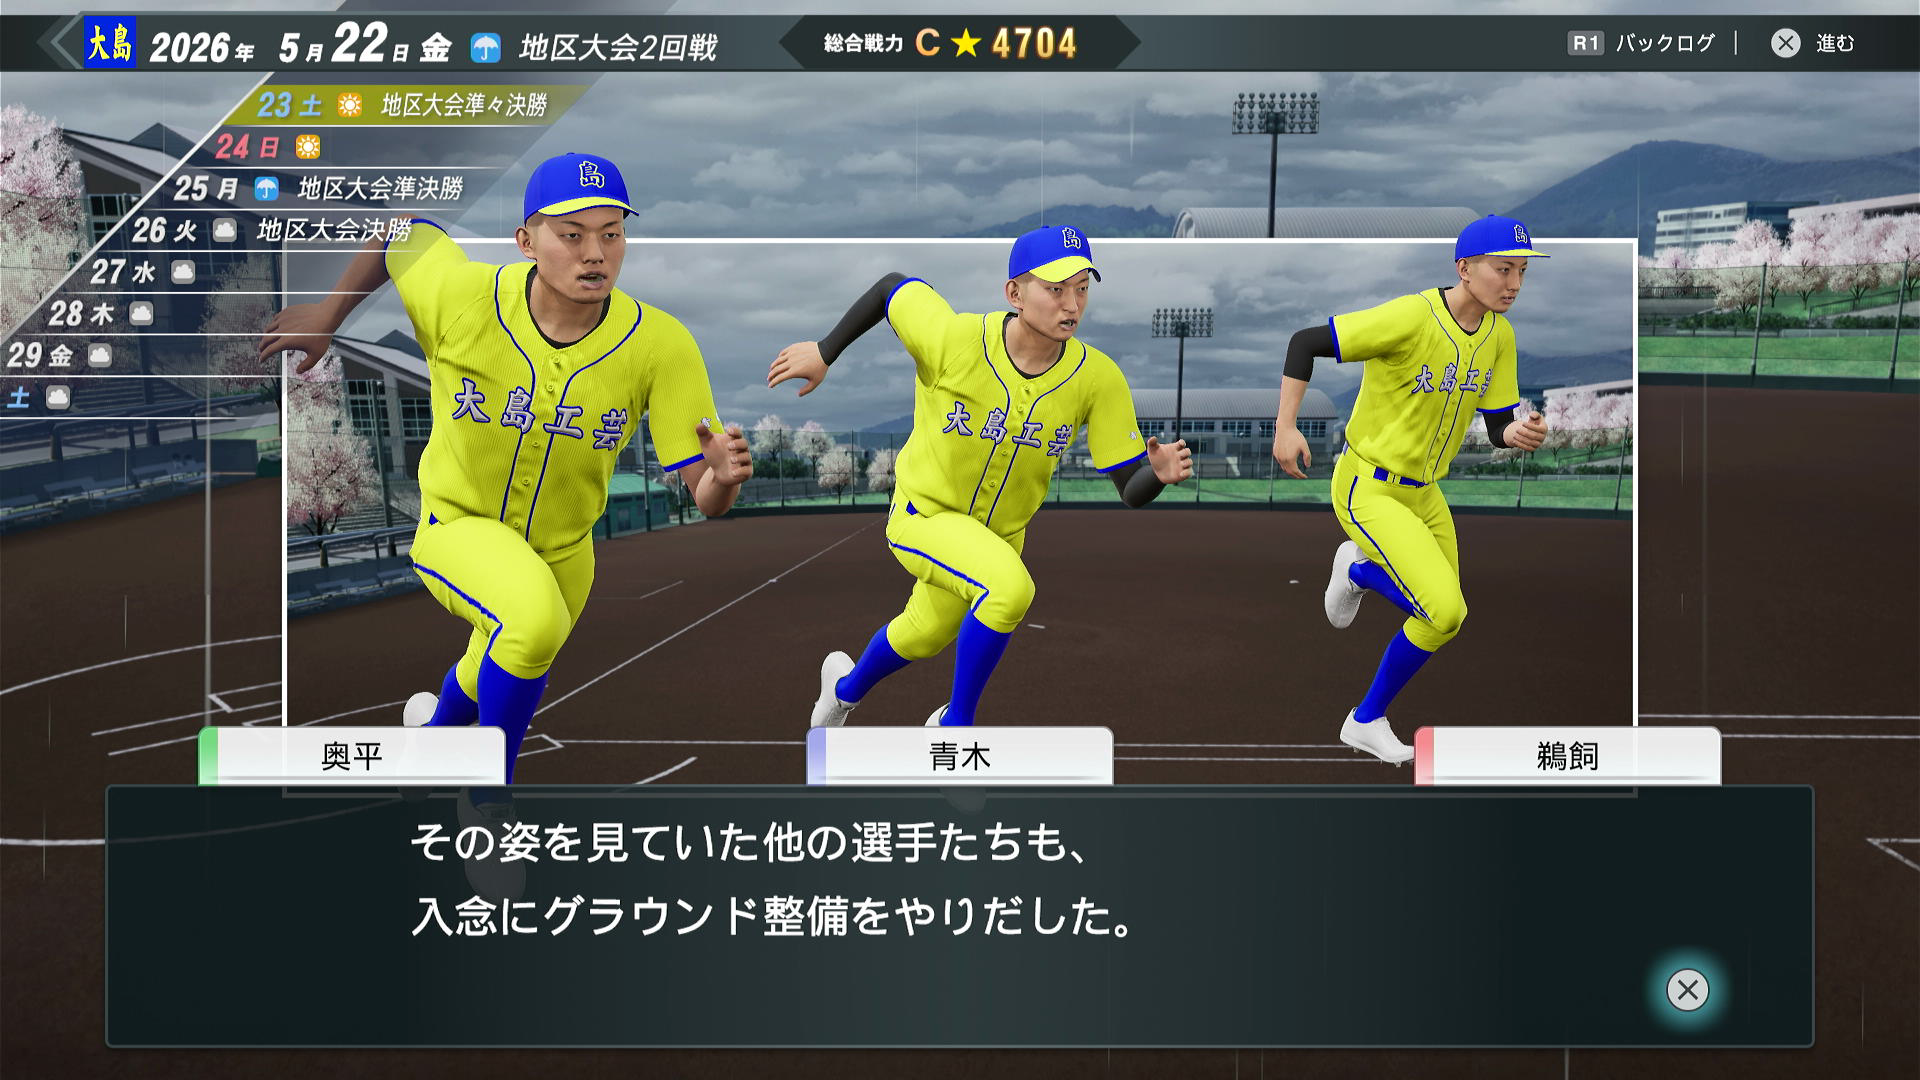 大島 2026年 5月22日 金 地区大会2回戦
総合戦力 C ★ 4704
R1 バックログ | ⊗ 進む
23 土 地区大会準々決勝
24 日
25 月 地区大会準決勝
26 火 地区大会決勝
27 水
28 木
29 金
土
島
島
島
大島工芸
大島工芸
大島工芸
奥平
青木
鵜飼
その姿を見ていた他の選手たちも、
入念にグラウンド整備をやりだした。